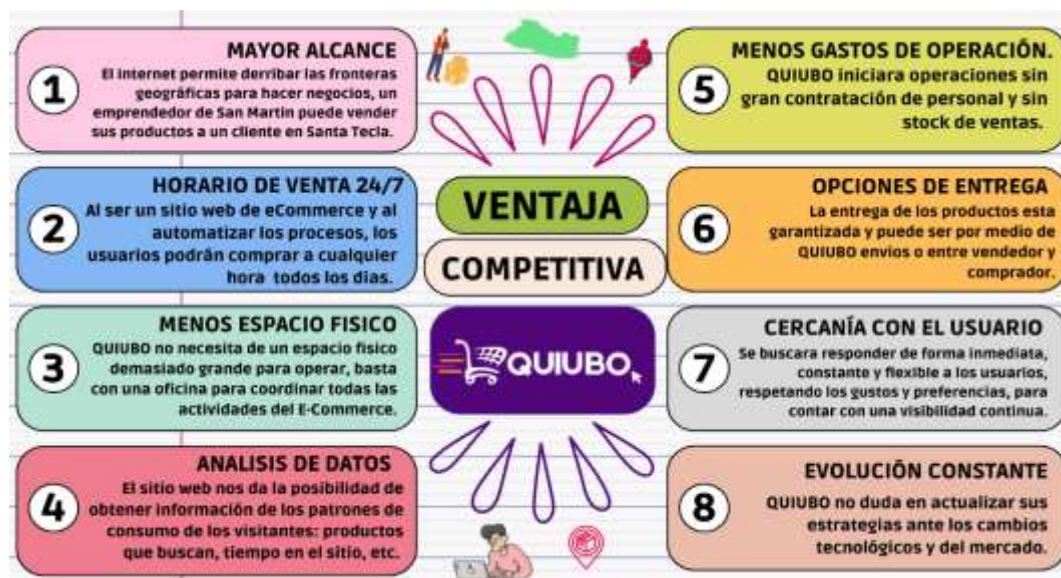 1
MAYOR ALCANCE
El internet permite derribar las fronteras
geográficas para hacer negocios, un
emprendedor de San Martin puede vender
sus productos a un cliente en Santa Tecla.
2
HORARIO DE VENTA 24/7
Al ser un sitio web de eCommerce y al
automatizar los procesos, los
usuarios podrán comprar a cualquier
hora todos los dias.
3
MENOS ESPACIO FISICO
QUIUBO no necesita de un espacio fisico
demasiado grande para operar, basta
con una oficina para coordinar todas las
actividades del E-Commerce.
4
ANALISIS DE DATOS
El sitio web nos da la posibilidad de
obtener información de los patrones de
consumo de los visitantes: productos
que buscan, tiempo en el sitio, etc.
VENTAJA
COMPETITIVA
QUIUBO
5
MENOS GASTOS DE OPERACIÓN.
QUIUBO iniciara operaciones sin
gran contratación de personal y sin
stock de ventas.
6
OPCIONES DE ENTREGA
La entrega de los productos esta
garantizada y puede ser por medio de
QUIUBO envios o entre vendedor y
comprador.
7
CERCANÍA CON EL USUARIO
Se buscara responder de forma inmediata,
constante y flexible a los usuarios,
respetando los gustos y preferencias, para
contar con una visibilidad continua.
8
EVOLUCIÓN CONSTANTE
QUIUBO no duda en actualizar sus
estrategias ante los cambios
tecnológicos y del mercado.